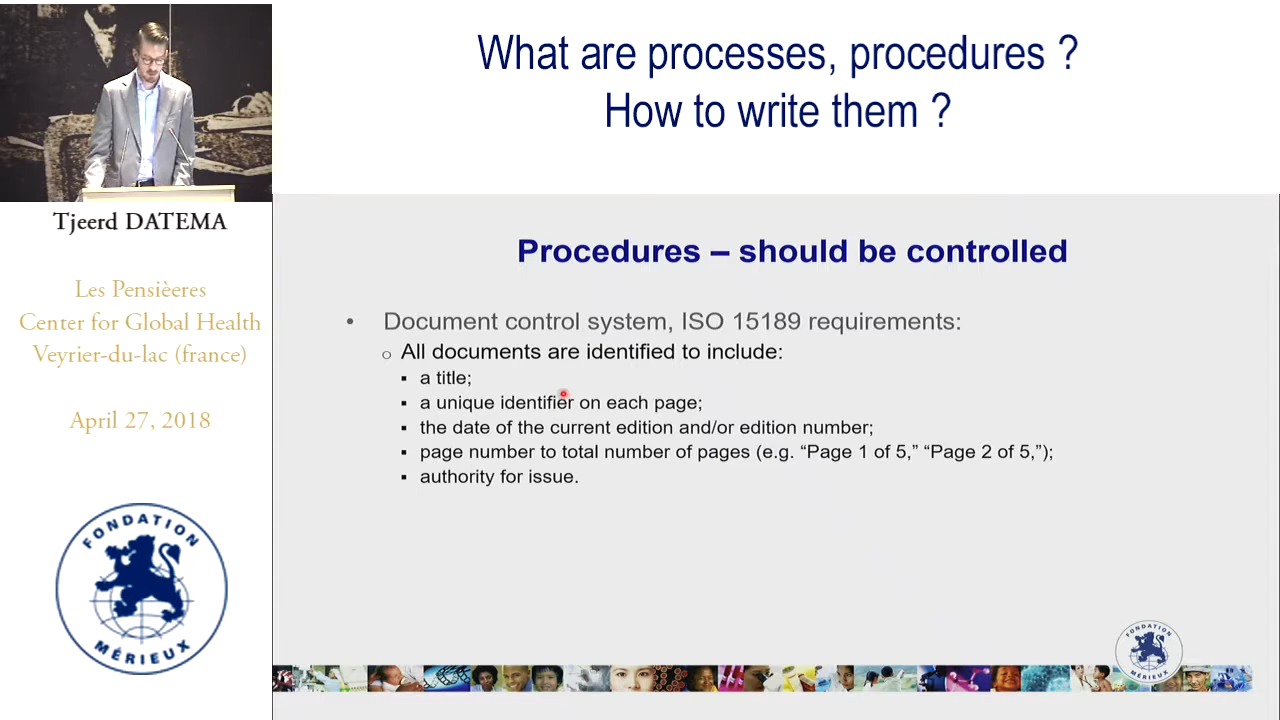 What are processes, procedures ?
How to write them ?
Tjeerd DATEMA
Les Pensièeres
Center for Global Health
Veyrier-du-lac (france)
April 27, 2018
FONDATION
MÉRIEUX
Procedures – should be controlled
• Document control system, ISO 15189 requirements:
o All documents are identified to include:
▪ a title;
▪ a unique identifier on each page;
▪ the date of the current edition and/or edition number;
▪ page number to total number of pages (e.g. “Page 1 of 5,” “Page 2 of 5,”);
▪ authority for issue.
FONDATION
MÉRIEUX